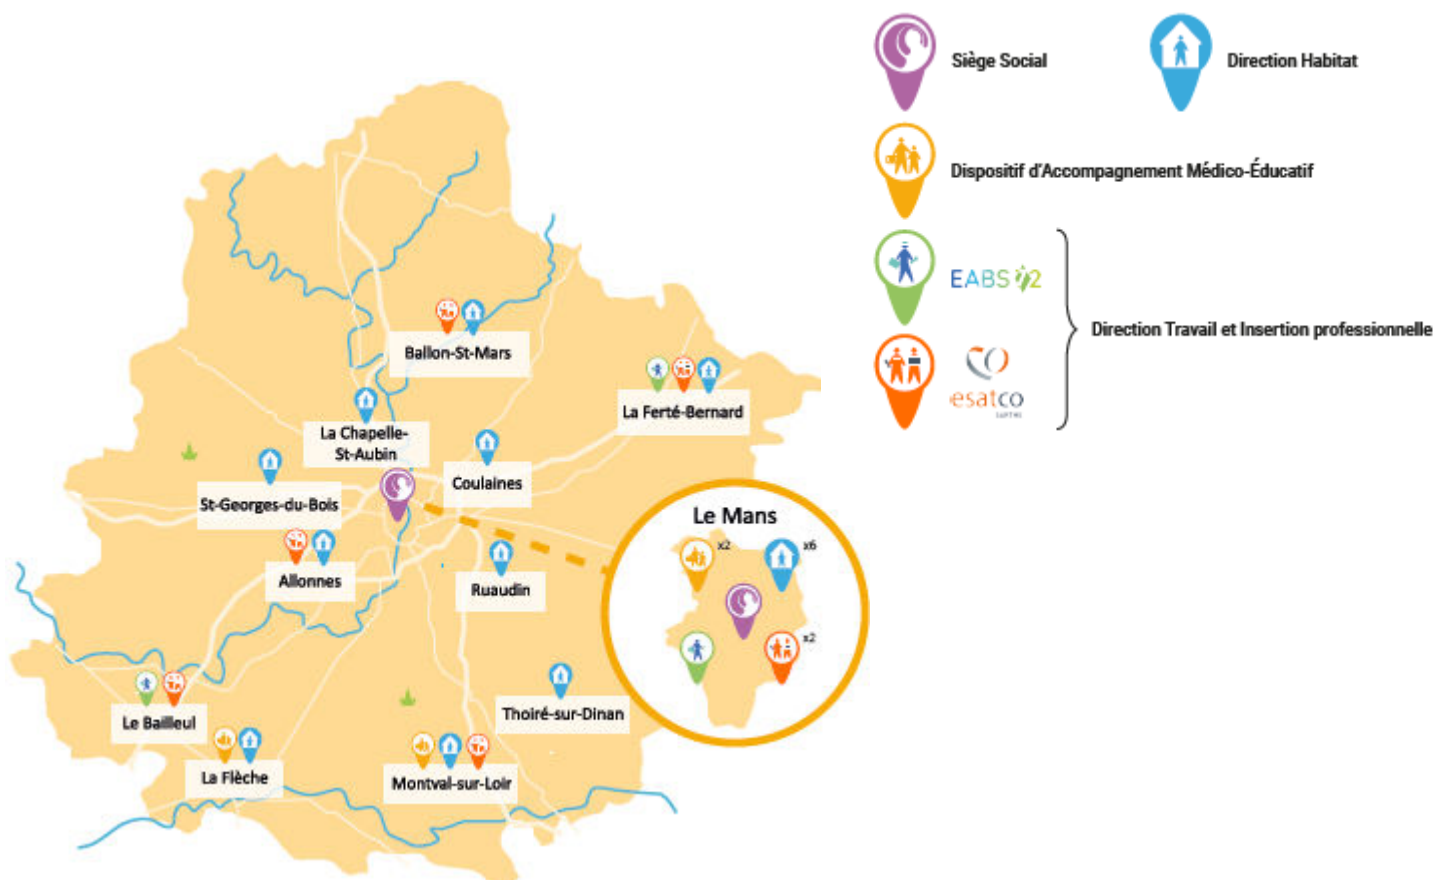 Siège Social
Direction Habitat
Dispositif d'Accompagnement Médico-Éducatif
EABS 72
esatco
SARTHE
Direction Travail et Insertion professionnelle
Ballon-St-Mars
La Ferté-Bernard
La Chapelle-
St-Aubin
Coulaines
St-Georges-du-Bois
Allonnes
Ruaudin
Le Mans
x2
x6
x2
Thoiré-sur-Dinan
Le Bailleul
La Flèche
Montval-sur-Loir